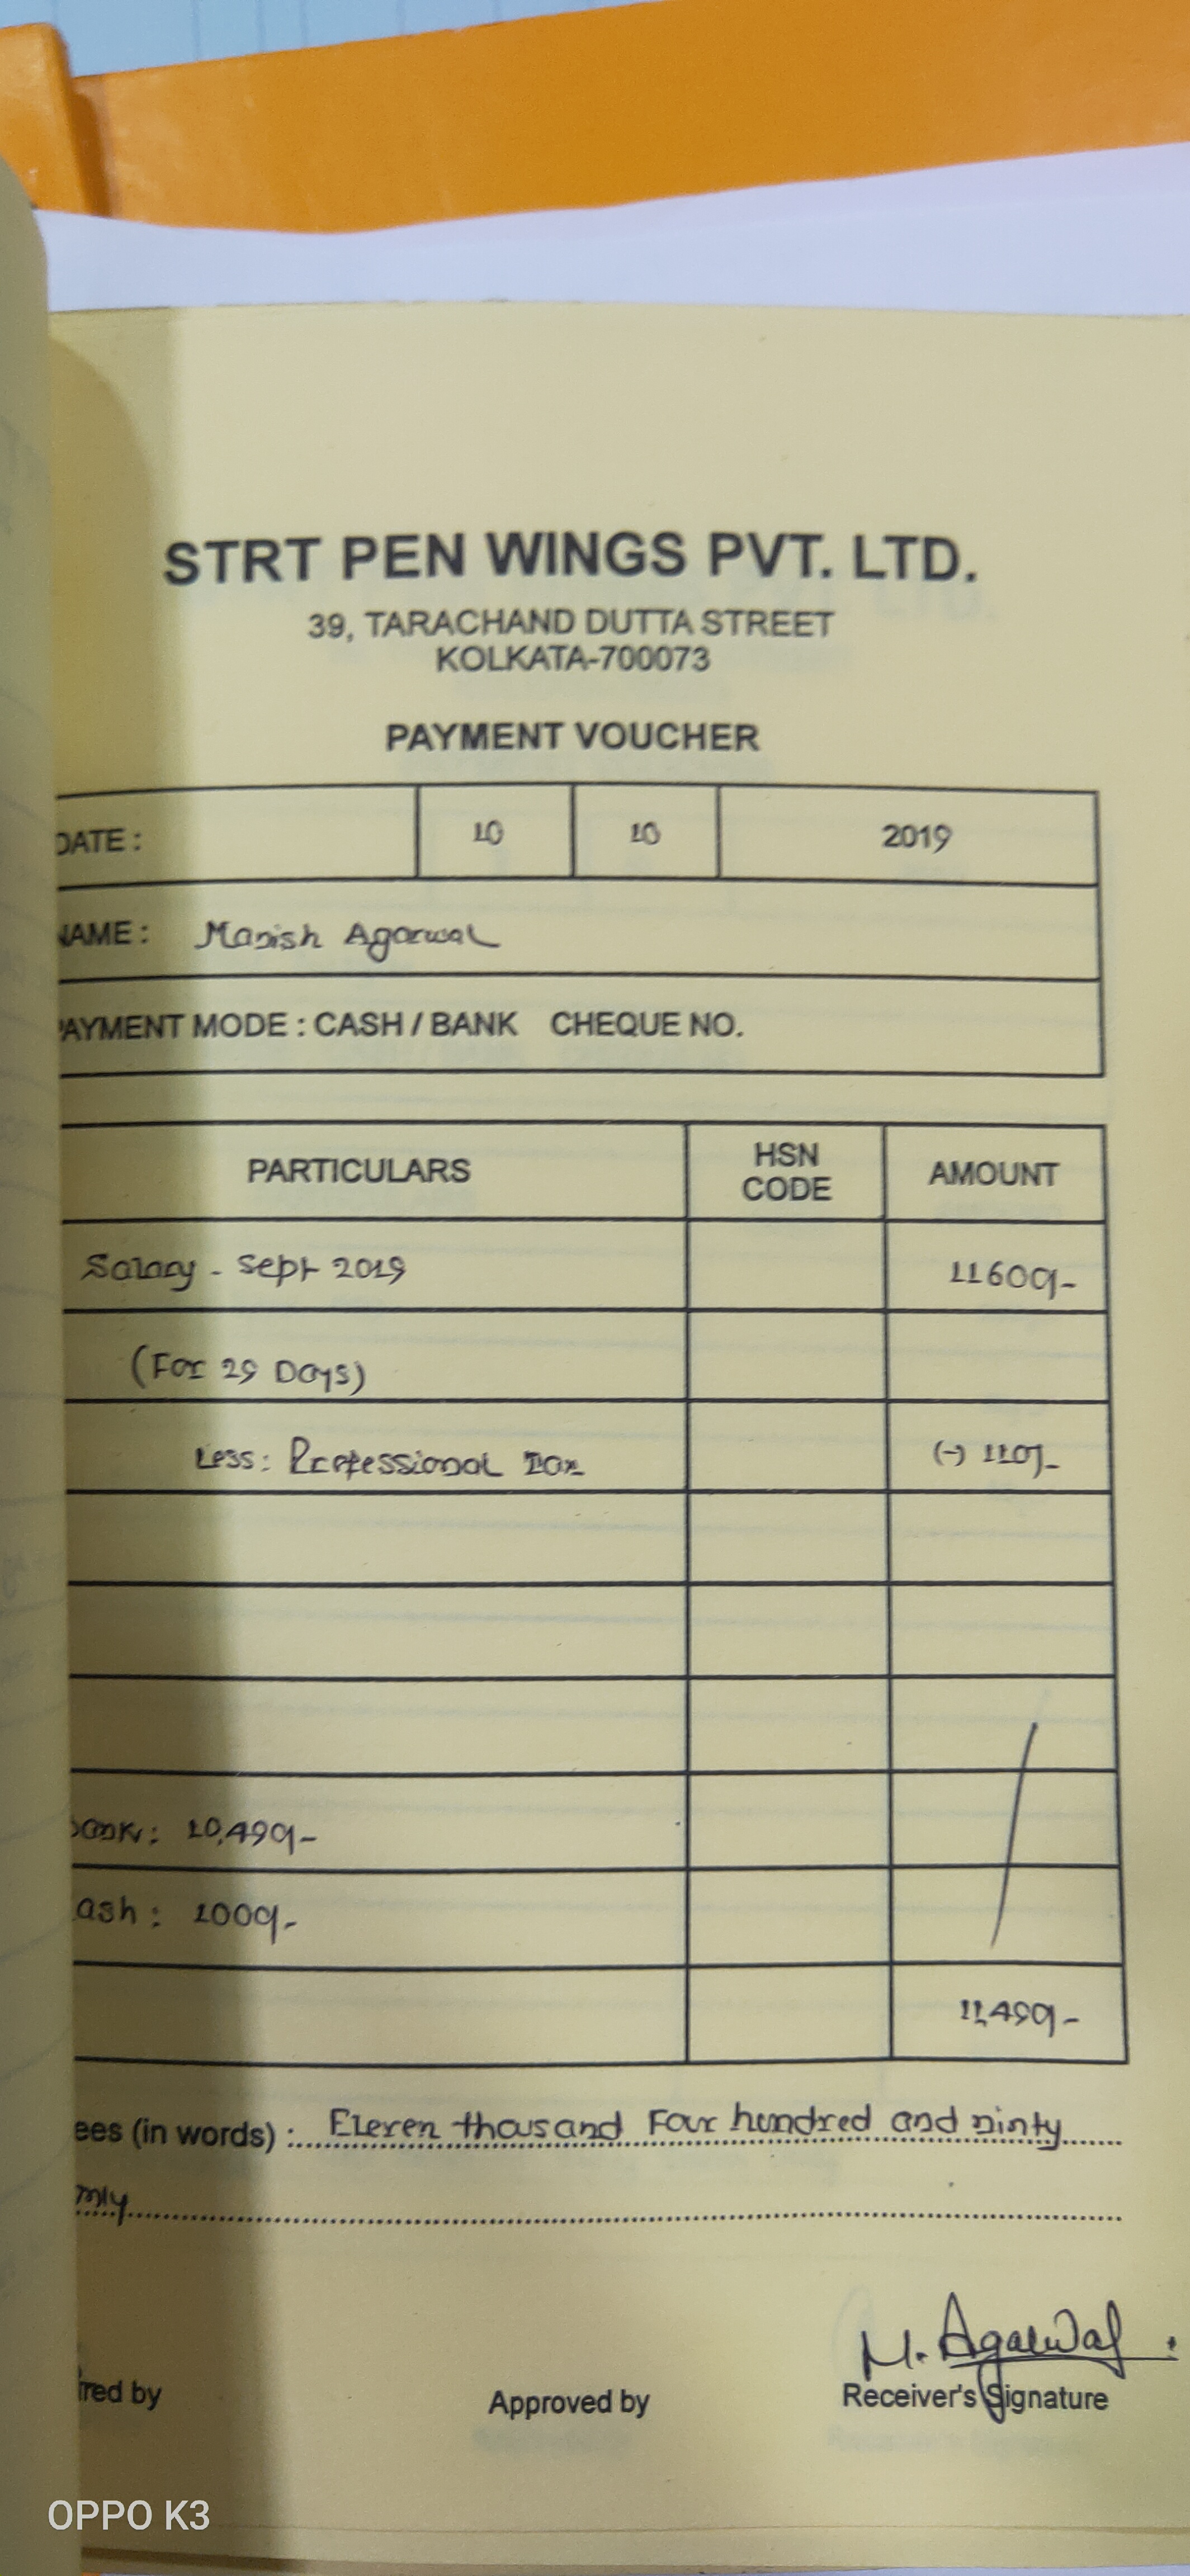 STRT PEN WINGS PVT. LTD.
39, TARACHAND DUTTA STREET
KOLKATA-700073
PAYMENT VOUCHER
DATE : 10 10 2019
NAME : Manish Agarwal
PAYMENT MODE : CASH / BANK CHEQUE NO.
PARTICULARS HSN CODE AMOUNT
Salary - Sept 2019 11600/-
(For 29 Days)
Less: Professional Tax (-) 110/-
Bank: 10,490/-
Cash : 1000/-
11,490/-
ees (in words) : Eleven thousand Four hundred and ninty
only
M. Agarwal
red by Approved by Receiver's Signature
OPPO K3